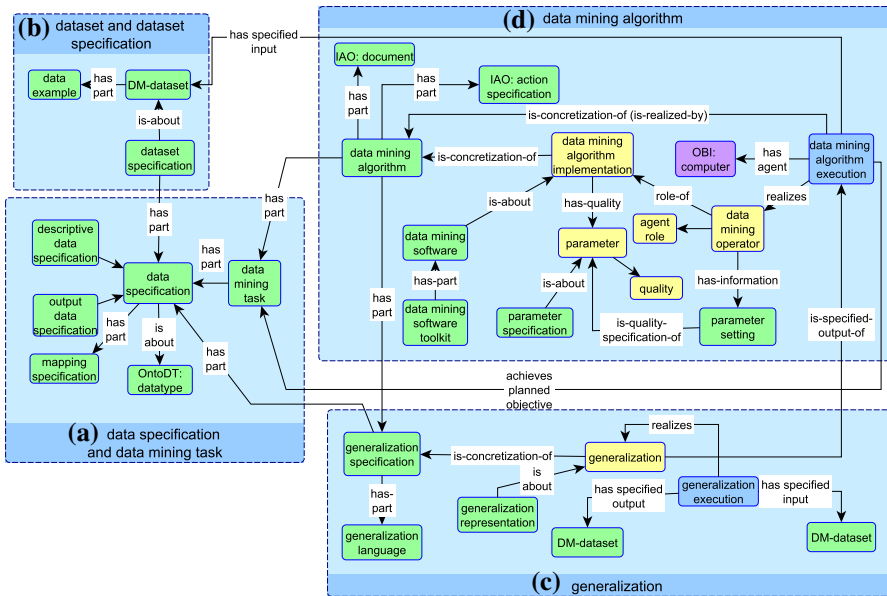 (b) dataset and dataset
specification
data
example
has
part
DM-dataset
is-about
dataset
specification
has specified
input
has
part
descriptive
data
specification
output
data
specification
mapping
specification
data
specification
has
part
has
part
data
mining
task
is
about
OntoDT:
datatype
has
part
(a) data specification
and data mining task
(d) data mining algorithm
IAO: document
has
part
has
part
IAO: action
specification
is-concretization-of (is-realized-by)
data mining
algorithm
is-concretization-of
data mining
algorithm
implementation
OBI:
computer
has
agent
data mining
algorithm
execution
has
part
is-about
role-of
realizes
has-quality
agent
role
data
mining
operator
data mining
software
parameter
has-part
is-about
quality
has-information
data mining
software
toolkit
parameter
specification
is-quality-
specification-of
parameter
setting
is-specified-
output-of
has
part
achieves
planned
objective
generalization
specification
is-concretization-of
is
about
generalization
realizes
has-
part
generalization
representation
has specified
output
generalization
execution
has specified
input
generalization
language
DM-dataset
DM-dataset
(c) generalization